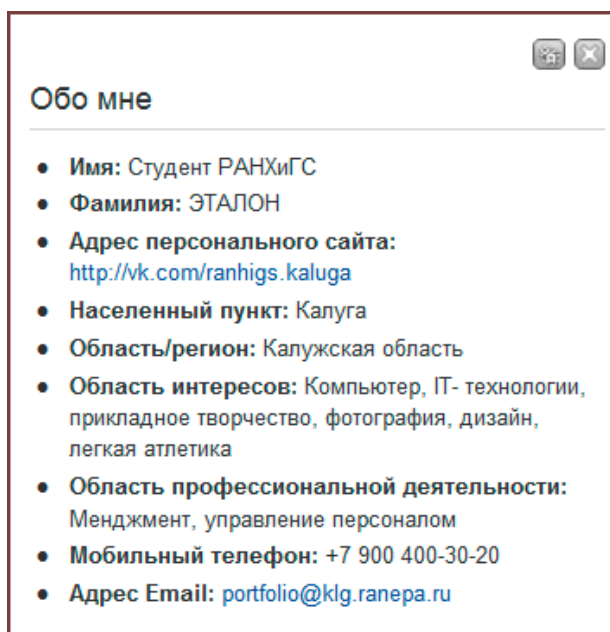 Обо мне
Имя: Студент РАНХиГС
Фамилия: ЭТАЛОН
Адрес персонального сайта:
http://vk.com/ranhigs.kaluga
Населенный пункт: Калуга
Область/регион: Калужская область
Область интересов: Компьютер, IT- технологии,
прикладное творчество, фотография, дизайн,
легкая атлетика
Область профессиональной деятельности:
Менджмент, управление персоналом
Мобильный телефон: +7 900 400-30-20
Адрес Email: portfolio@klg.ranepa.ru